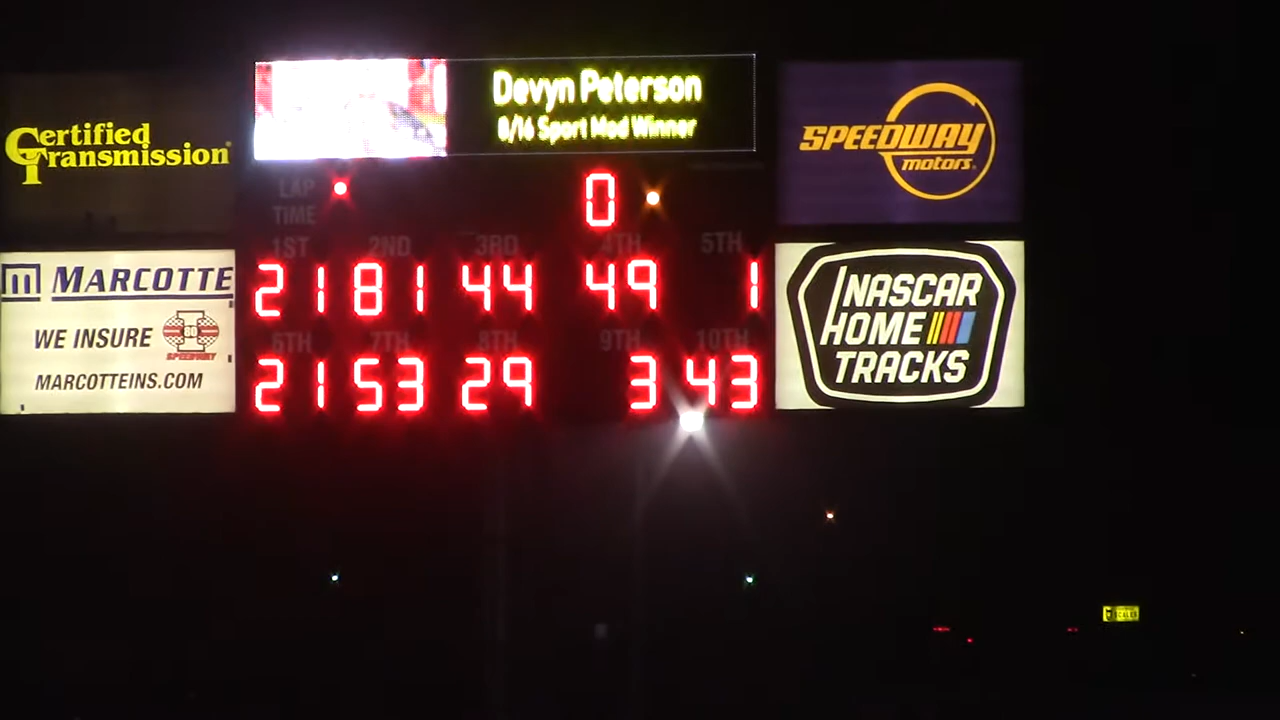 Devyn Peterson
8/16 Sport Mod Winner
Certified
Transmission
SPEEDWAY
motors
LAP
TIME
0
1ST 2ND 3RD 4TH 5TH
21 81 44 49 1
6TH 7TH 8TH 9TH 10TH
21 53 29 3 43
MARCOTTE
WE INSURE
I 80
SPEEDWAY
MARCOTTEINS.COM
NASCAR
HOME
TRACKS